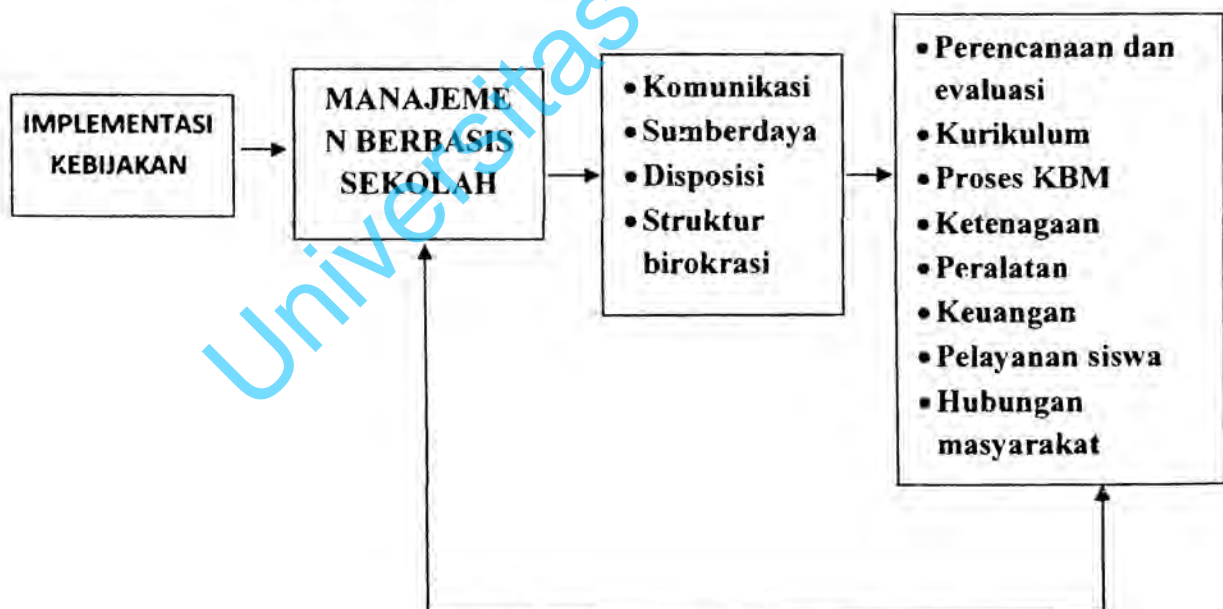 IMPLEMENTASI
KEBIJAKAN
MANAJEME
N BERBASIS
SEKOLAH
• Komunikasi
• Sumberdaya
• Disposisi
• Struktur
birokrasi
• Perencanaan dan
evaluasi
• Kurikulum
• Proses KBM
• Ketenagaan
• Peralatan
• Keuangan
• Pelayanan siswa
• Hubungan
masyarakat
Universitas